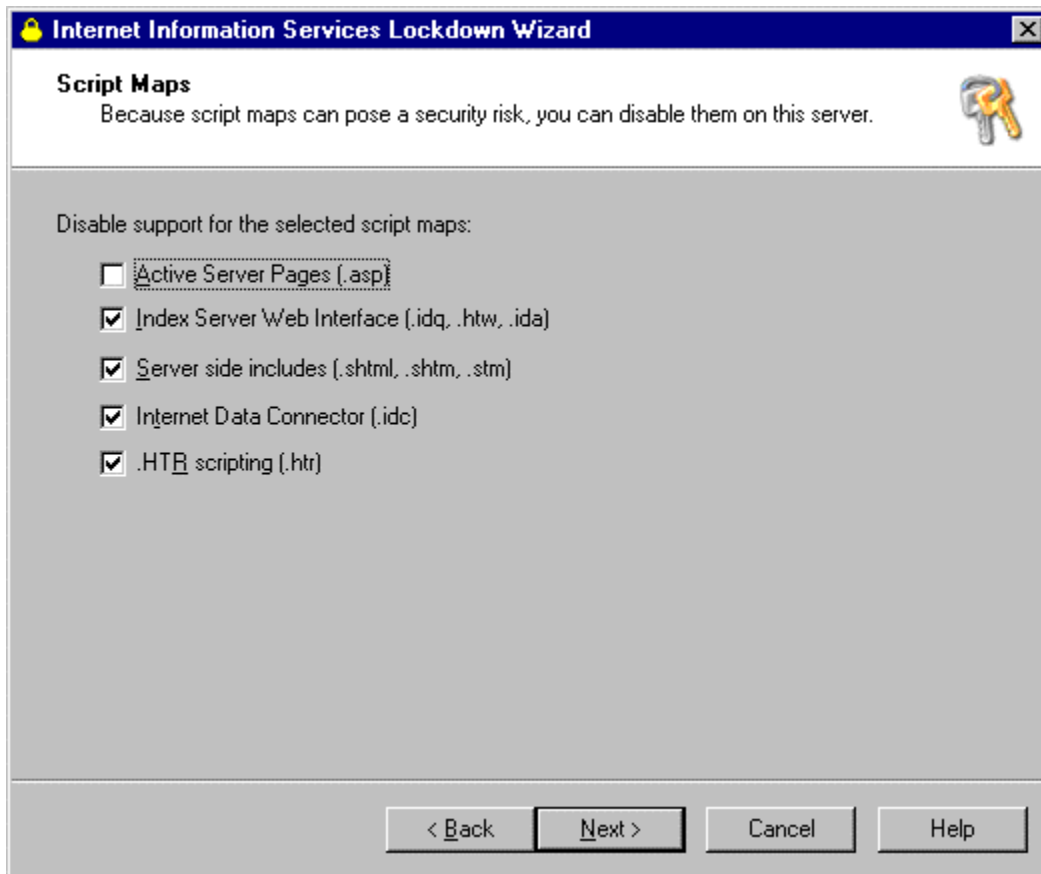 Internet Information Services Lockdown Wizard
Script Maps
Because script maps can pose a security risk, you can disable them on this server.
Disable support for the selected script maps:
Active Server Pages (.asp)
Index Server Web Interface (.idq, .htw, .ida)
Server side includes (.shtml, .shtm, .stm)
Internet Data Connector (.idc)
.HTR scripting (.htr)
< Back Next > Cancel Help